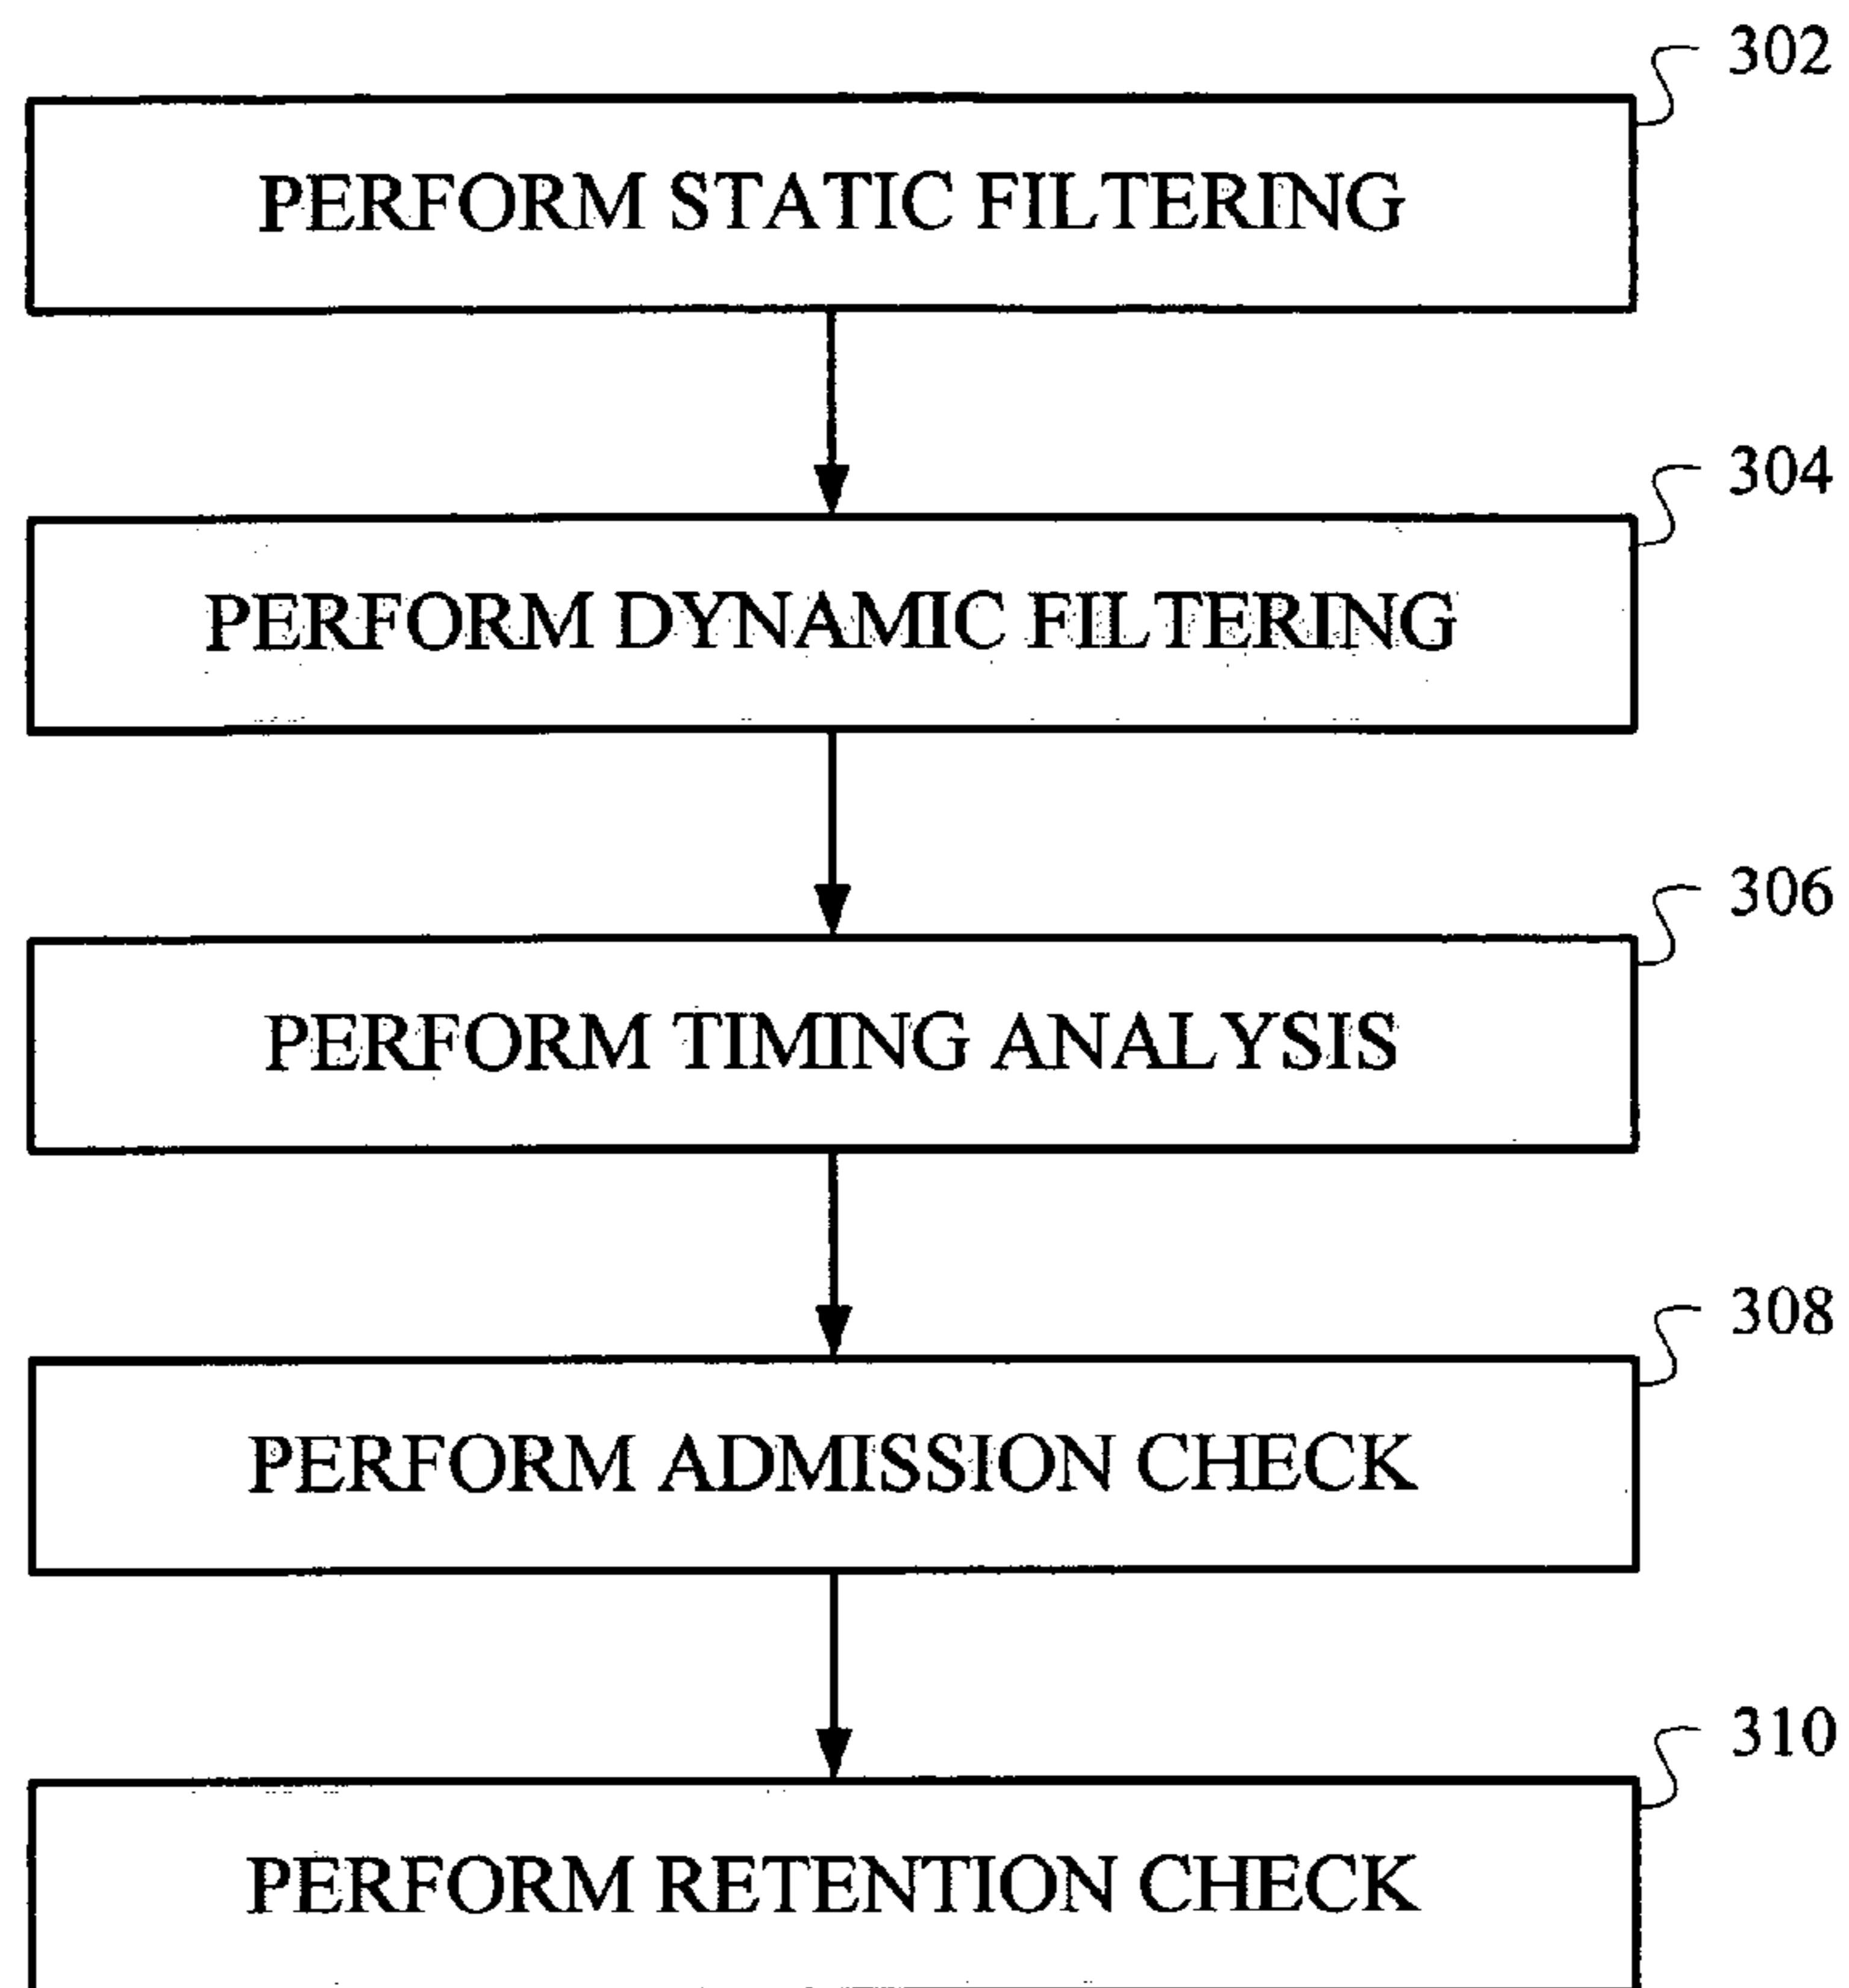 302
PERFORM STATIC FILTERING
304
PERFORM DYNAMIC FILTERING
306
PERFORM TIMING ANALYSIS
308
PERFORM ADMISSION CHECK
310
PERFORM RETENTION CHECK